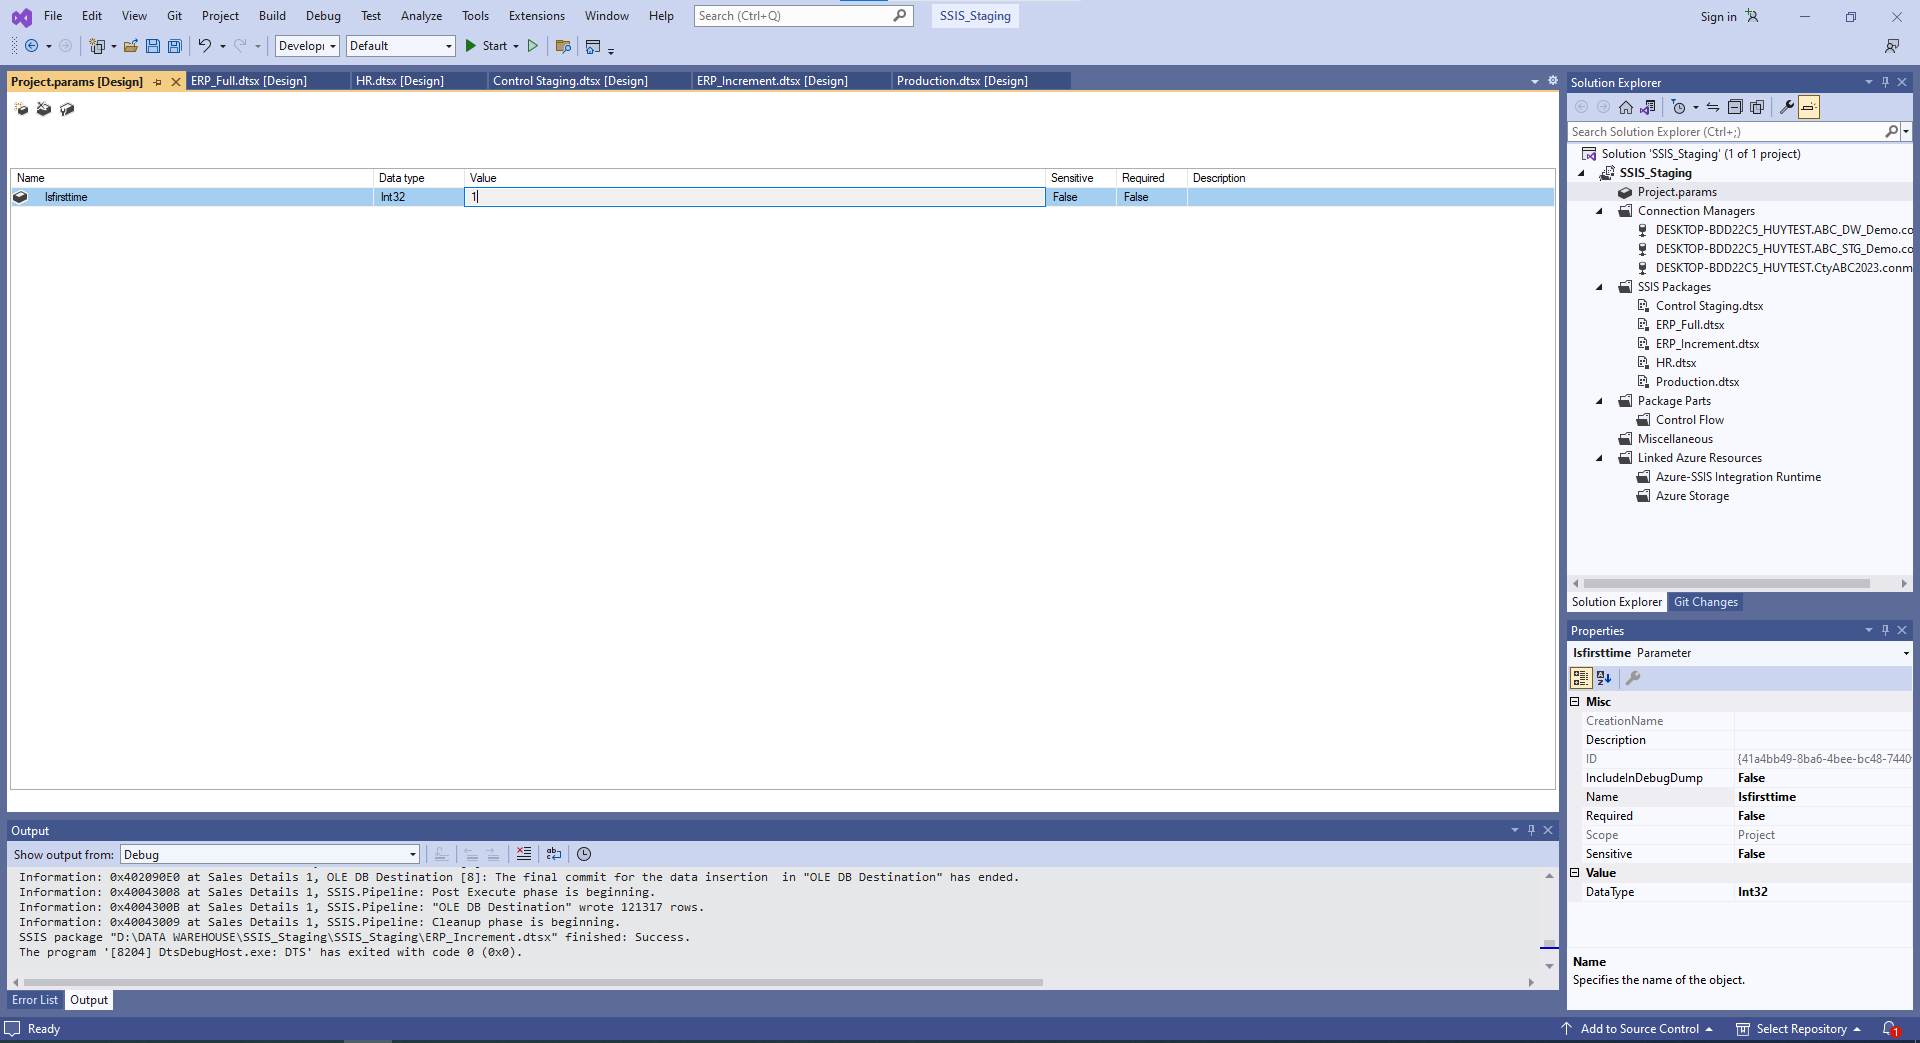 File Edit View Git Project Build Debug Test Analyze Tools Extensions Window Help Search (Ctrl+Q) SSIS_Staging Sign in
Developı Default Start
Project.params [Design] ERP_Full.dtsx [Design] HR.dtsx [Design] Control Staging.dtsx [Design] ERP_Increment.dtsx [Design] Production.dtsx [Design]
Name Data type Value Sensitive Required Description
Isfirsttime Int32 1 False False
Solution Explorer
Search Solution Explorer (Ctrl+;)
Solution 'SSIS_Staging' (1 of 1 project)
SSIS_Staging
Project.params
Connection Managers
DESKTOP-BDD22C5_HUYTEST.ABC_DW_Demo.co
DESKTOP-BDD22C5_HUYTEST.ABC_STG_Demo.co
DESKTOP-BDD22C5_HUYTEST.CtyABC2023.conm
SSIS Packages
Control Staging.dtsx
ERP_Full.dtsx
ERP_Increment.dtsx
HR.dtsx
Production.dtsx
Package Parts
Control Flow
Miscellaneous
Linked Azure Resources
Azure-SSIS Integration Runtime
Azure Storage
Solution Explorer Git Changes
Properties
Isfirsttime Parameter
Misc
CreationName
Description
ID {41a4bb49-8ba6-4bee-bc48-7440
IncludeInDebugDump False
Name Isfirsttime
Required False
Scope Project
Sensitive False
Value
DataType Int32
Name
Specifies the name of the object.
Output
Show output from: Debug
Information: 0x402090E0 at Sales Details 1, OLE DB Destination [8]: The final commit for the data insertion  in "OLE DB Destination" has ended.
Information: 0x40043008 at Sales Details 1, SSIS.Pipeline: Post Execute phase is beginning.
Information: 0x4004300B at Sales Details 1, SSIS.Pipeline: "OLE DB Destination" wrote 121317 rows.
Information: 0x40043009 at Sales Details 1, SSIS.Pipeline: Cleanup phase is beginning.
SSIS package "D:\DATA WAREHOUSE\SSIS_Staging\SSIS_Staging\ERP_Increment.dtsx" finished: Success.
The program '[8204] DtsDebugHost.exe: DTS' has exited with code 0 (0x0).
Error List Output
Ready Add to Source Control Select Repository 1